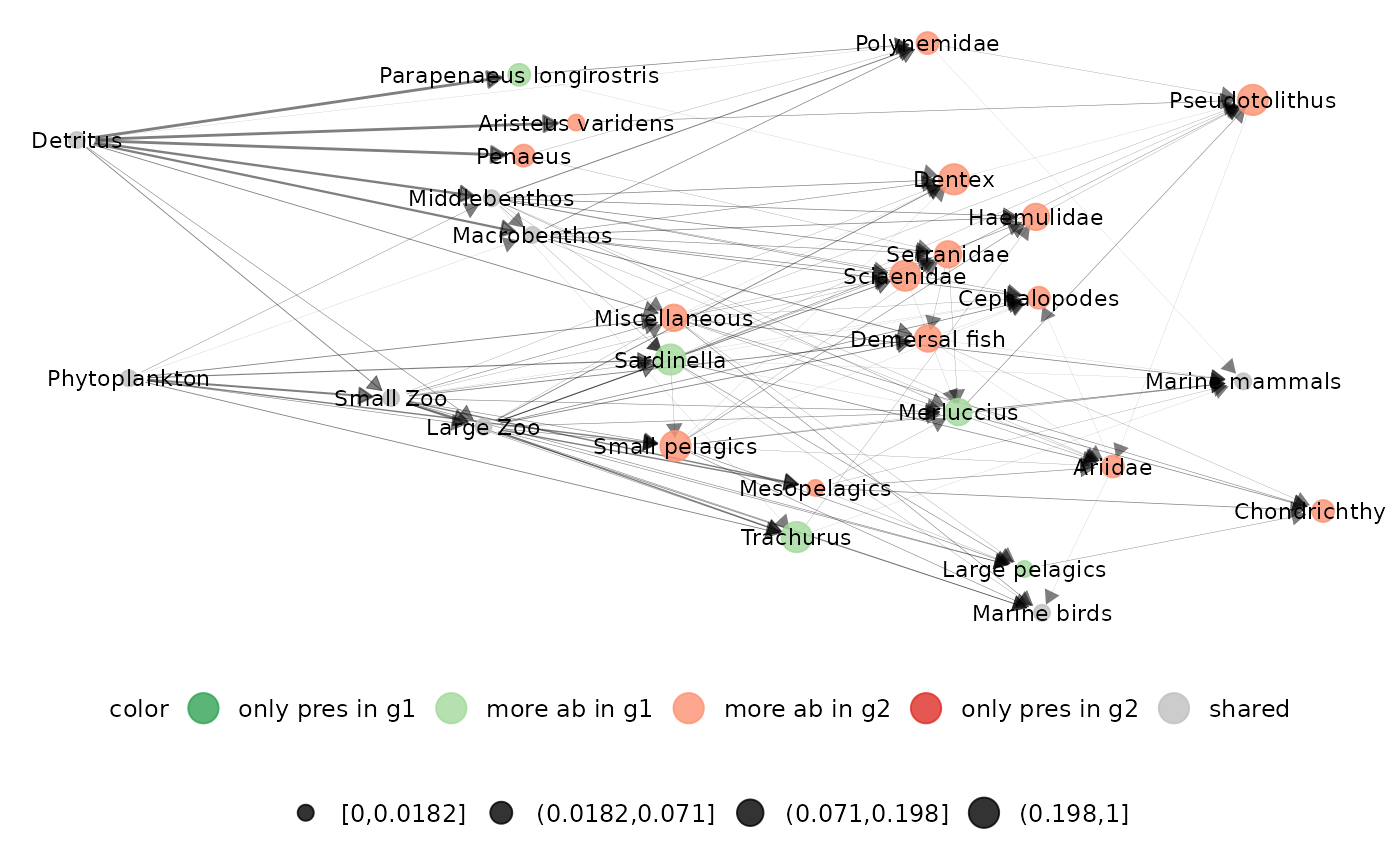 Polynemidae
Parapenaeus longirostris
Pseudotolithus
Aristeus varidens
Detritus
Penaeus
Dentex
Middlebenthos
Haemulidae
Macrobenthos
Serranidae
Sciaenidae
Cephalopodes
Miscellaneous
Demersal fish
Sardinella
Phytoplankton
Marine mammals
Small Zoo
Merluccius
Large Zoo
Small pelagics
Ariidae
Mesopelagics
Chondrichthy
Trachurus
Large pelagics
Marine birds
color only pres in g1 more ab in g1 more ab in g2 only pres in g2 shared
[0,0.0182] (0.0182,0.071] (0.071,0.198] (0.198,1]